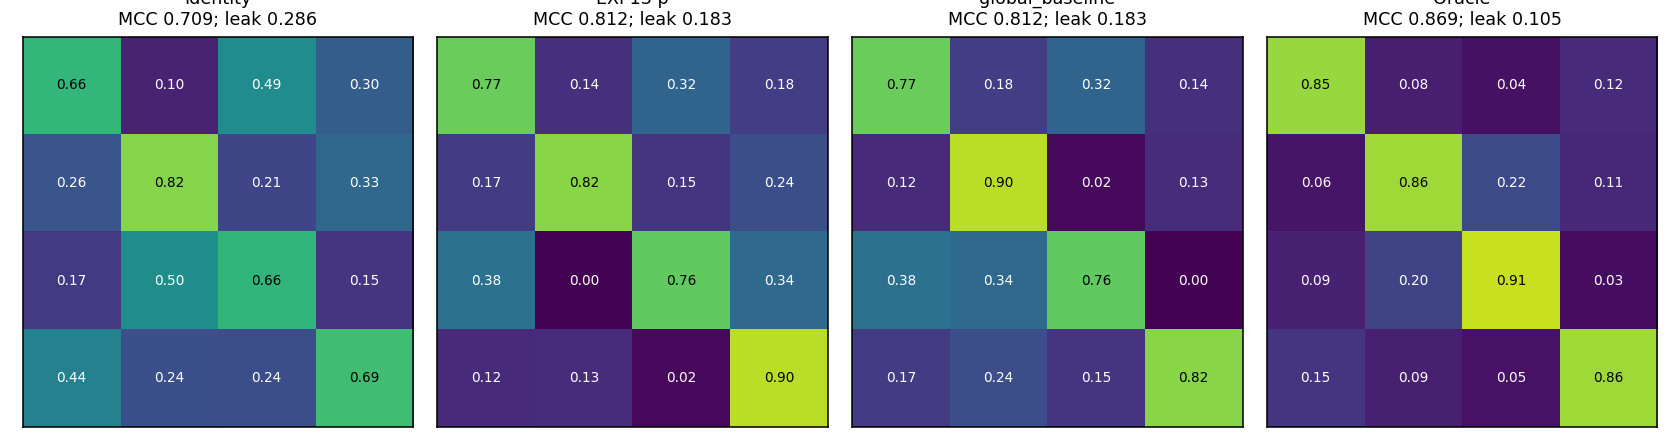 identity
MCC 0.709; leak 0.286
EXP15 p
MCC 0.812; leak 0.183
global_baseline
MCC 0.812; leak 0.183
Oracle
MCC 0.869; leak 0.105
0.66 0.10 0.49 0.30
0.26 0.82 0.21 0.33
0.17 0.50 0.66 0.15
0.44 0.24 0.24 0.69
0.77 0.14 0.32 0.18
0.17 0.82 0.15 0.24
0.38 0.00 0.76 0.34
0.12 0.13 0.02 0.90
0.77 0.18 0.32 0.14
0.12 0.90 0.02 0.13
0.38 0.34 0.76 0.00
0.17 0.24 0.15 0.82
0.85 0.08 0.04 0.12
0.06 0.86 0.22 0.11
0.09 0.20 0.91 0.03
0.15 0.09 0.05 0.86